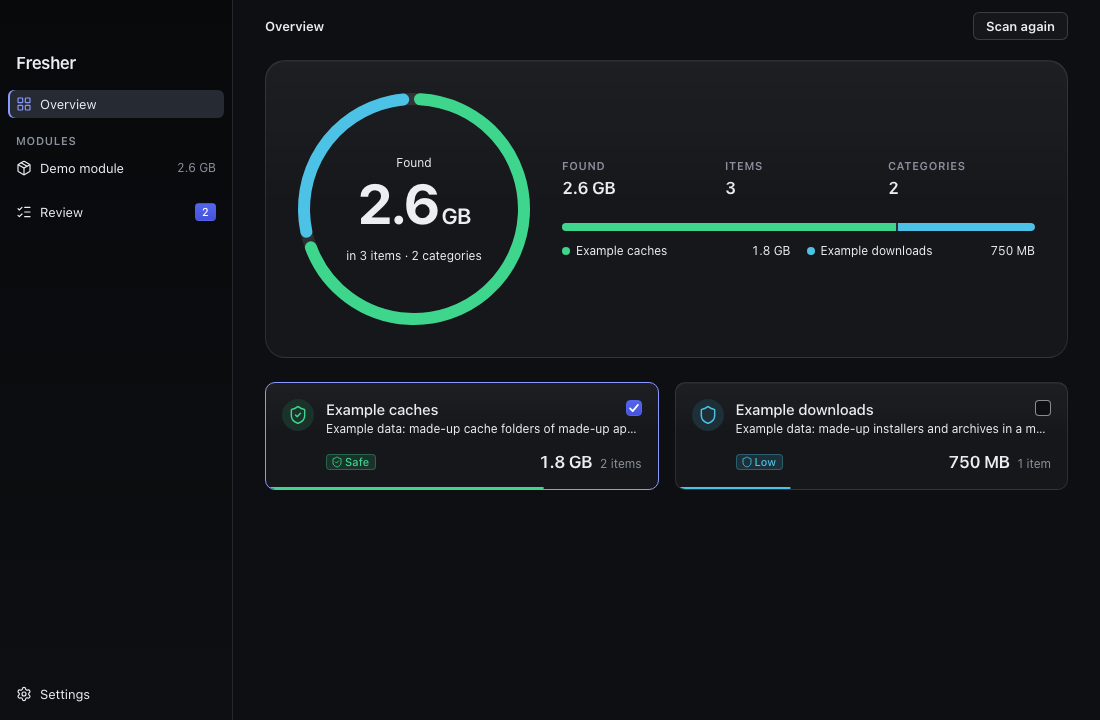 Overview
Scan again
Fresher
Overview
MODULES
Demo module 2.6 GB
Review 2
Settings
Found
2.6 GB
in 3 items · 2 categories
FOUND ITEMS CATEGORIES
2.6 GB 3 2
Example caches 1.8 GB Example downloads 750 MB
Example caches
Example data: made-up cache folders of made-up ap…
Safe 1.8 GB 2 items
Example downloads
Example data: made-up installers and archives in a m…
Low 750 MB 1 item